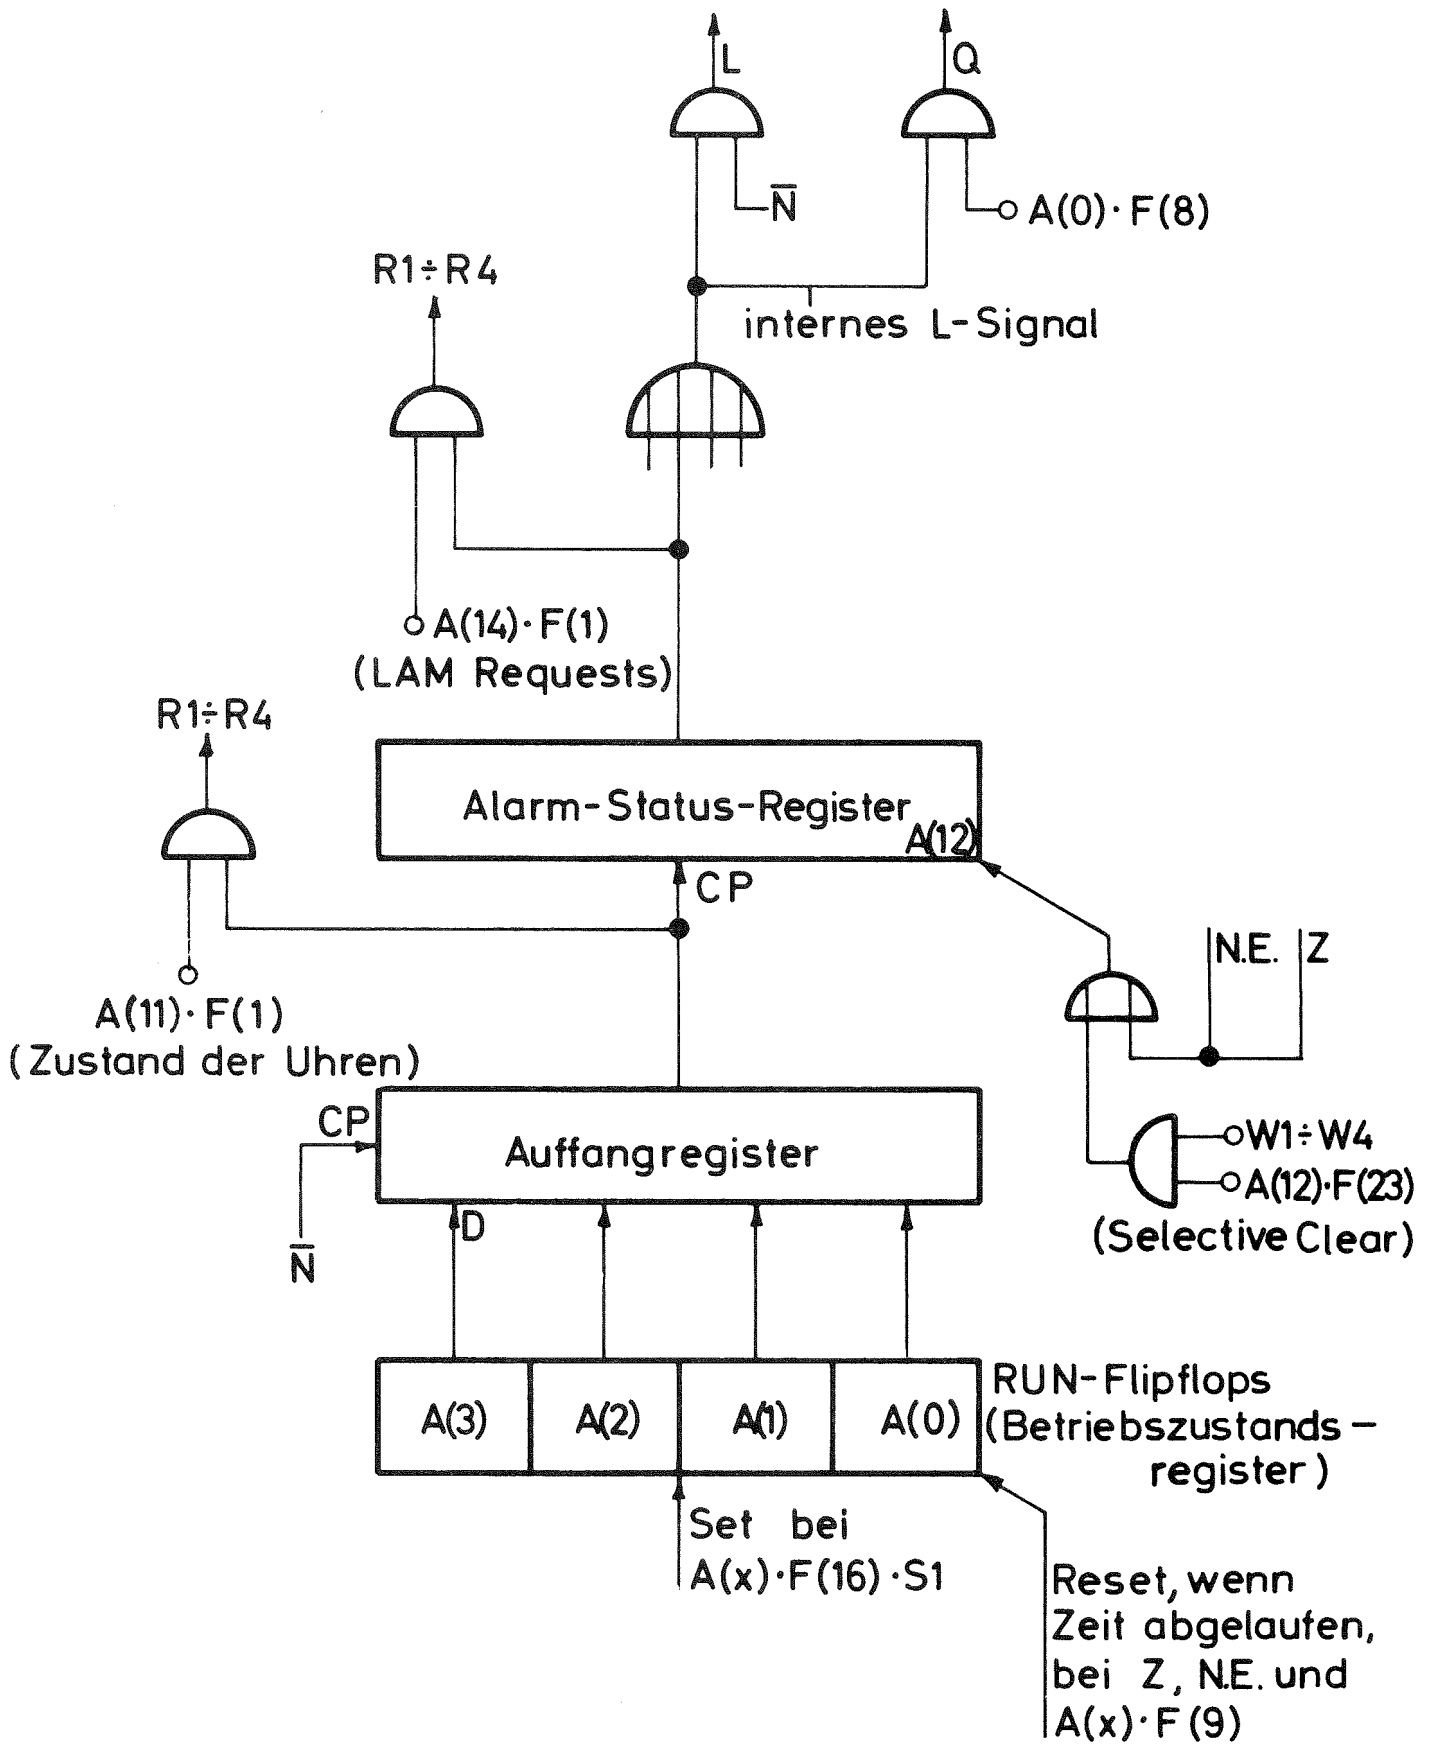 L
Q
N̅
A(0)·F(8)
R1÷R4
internes L-Signal
A(14)·F(1)
(LAM Requests)
R1÷R4
Alarm-Status-Register
A(12)
CP
N.E.
Z
A(11)·F(1)
(Zustand der Uhren)
CP
Auffangregister
W1÷W4
A(12)·F(23)
(Selective Clear)
D
N̅
A(3)
A(2)
A(1)
A(0)
RUN-Flipflops
(Betriebszustands-
register)
Set bei
A(x)·F(16)·S1
Reset, wenn
Zeit abgelaufen,
bei Z, N.E. und
A(x)·F(9)